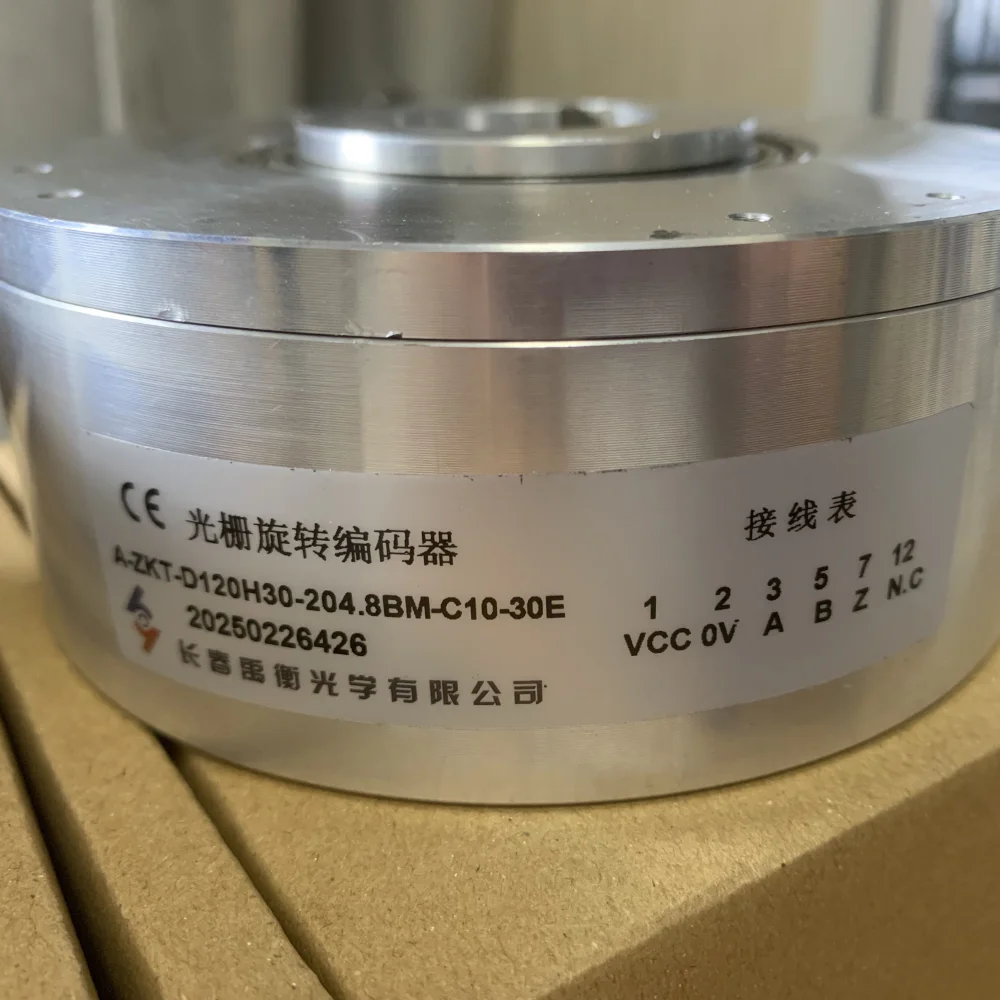 CE 光栅旋转编码器
A-ZKT-D120H30-204.8BM-C10-30E
20250226426
长春禹衡光学有限公司
接线表
1 2 3 5 7 12
VCC 0V A B Z N.C